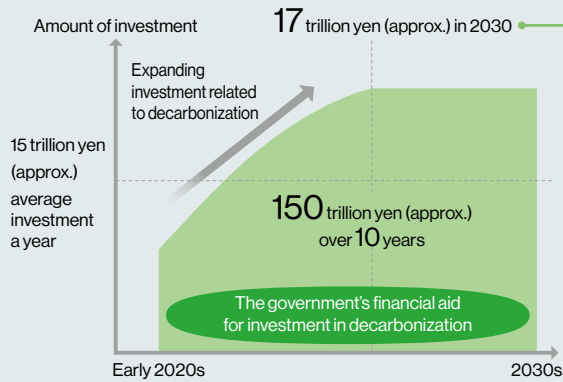 Amount of investment
17 trillion yen (approx.) in 2030
Expanding
investment related
to decarbonization
15 trillion yen
(approx.)
average
investment
a year
150 trillion yen (approx.)
over 10 years
The government's financial aid
for investment in decarbonization
Early 2020s
2030s